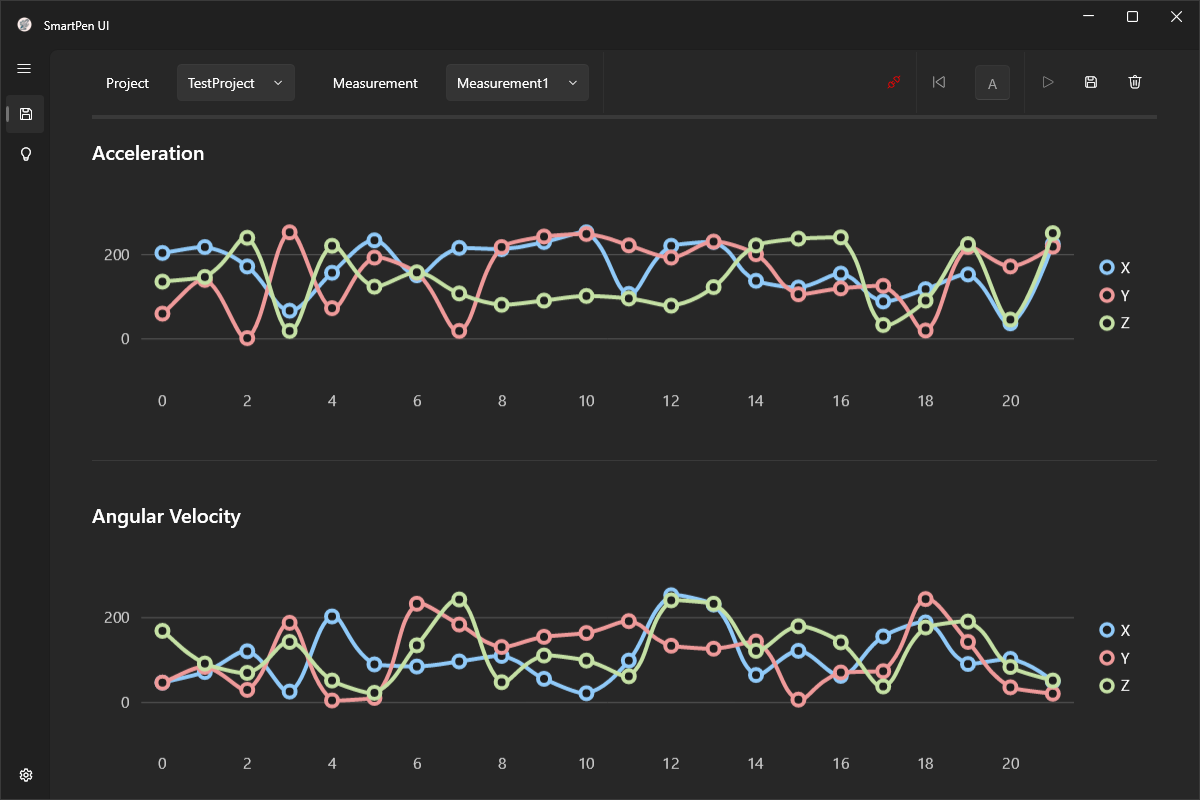 SmartPen UI
Project TestProject Measurement Measurement1 A
Acceleration
200
0
X
Y
Z
0 2 4 6 8 10 12 14 16 18 20
Angular Velocity
200
0
X
Y
Z
0 2 4 6 8 10 12 14 16 18 20